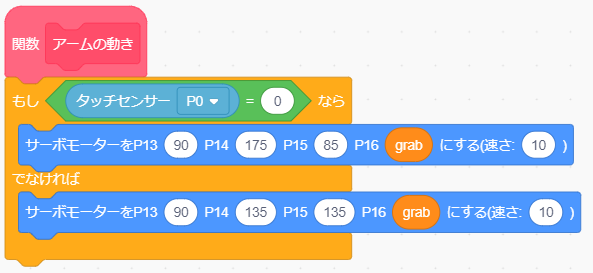 関数 アームの動き
もし タッチセンサー P0 = 0 なら
サーボモーターをP13 90 P14 175 P15 85 P16 grab にする(速さ: 10 )
でなければ
サーボモーターをP13 90 P14 135 P15 135 P16 grab にする(速さ: 10 )